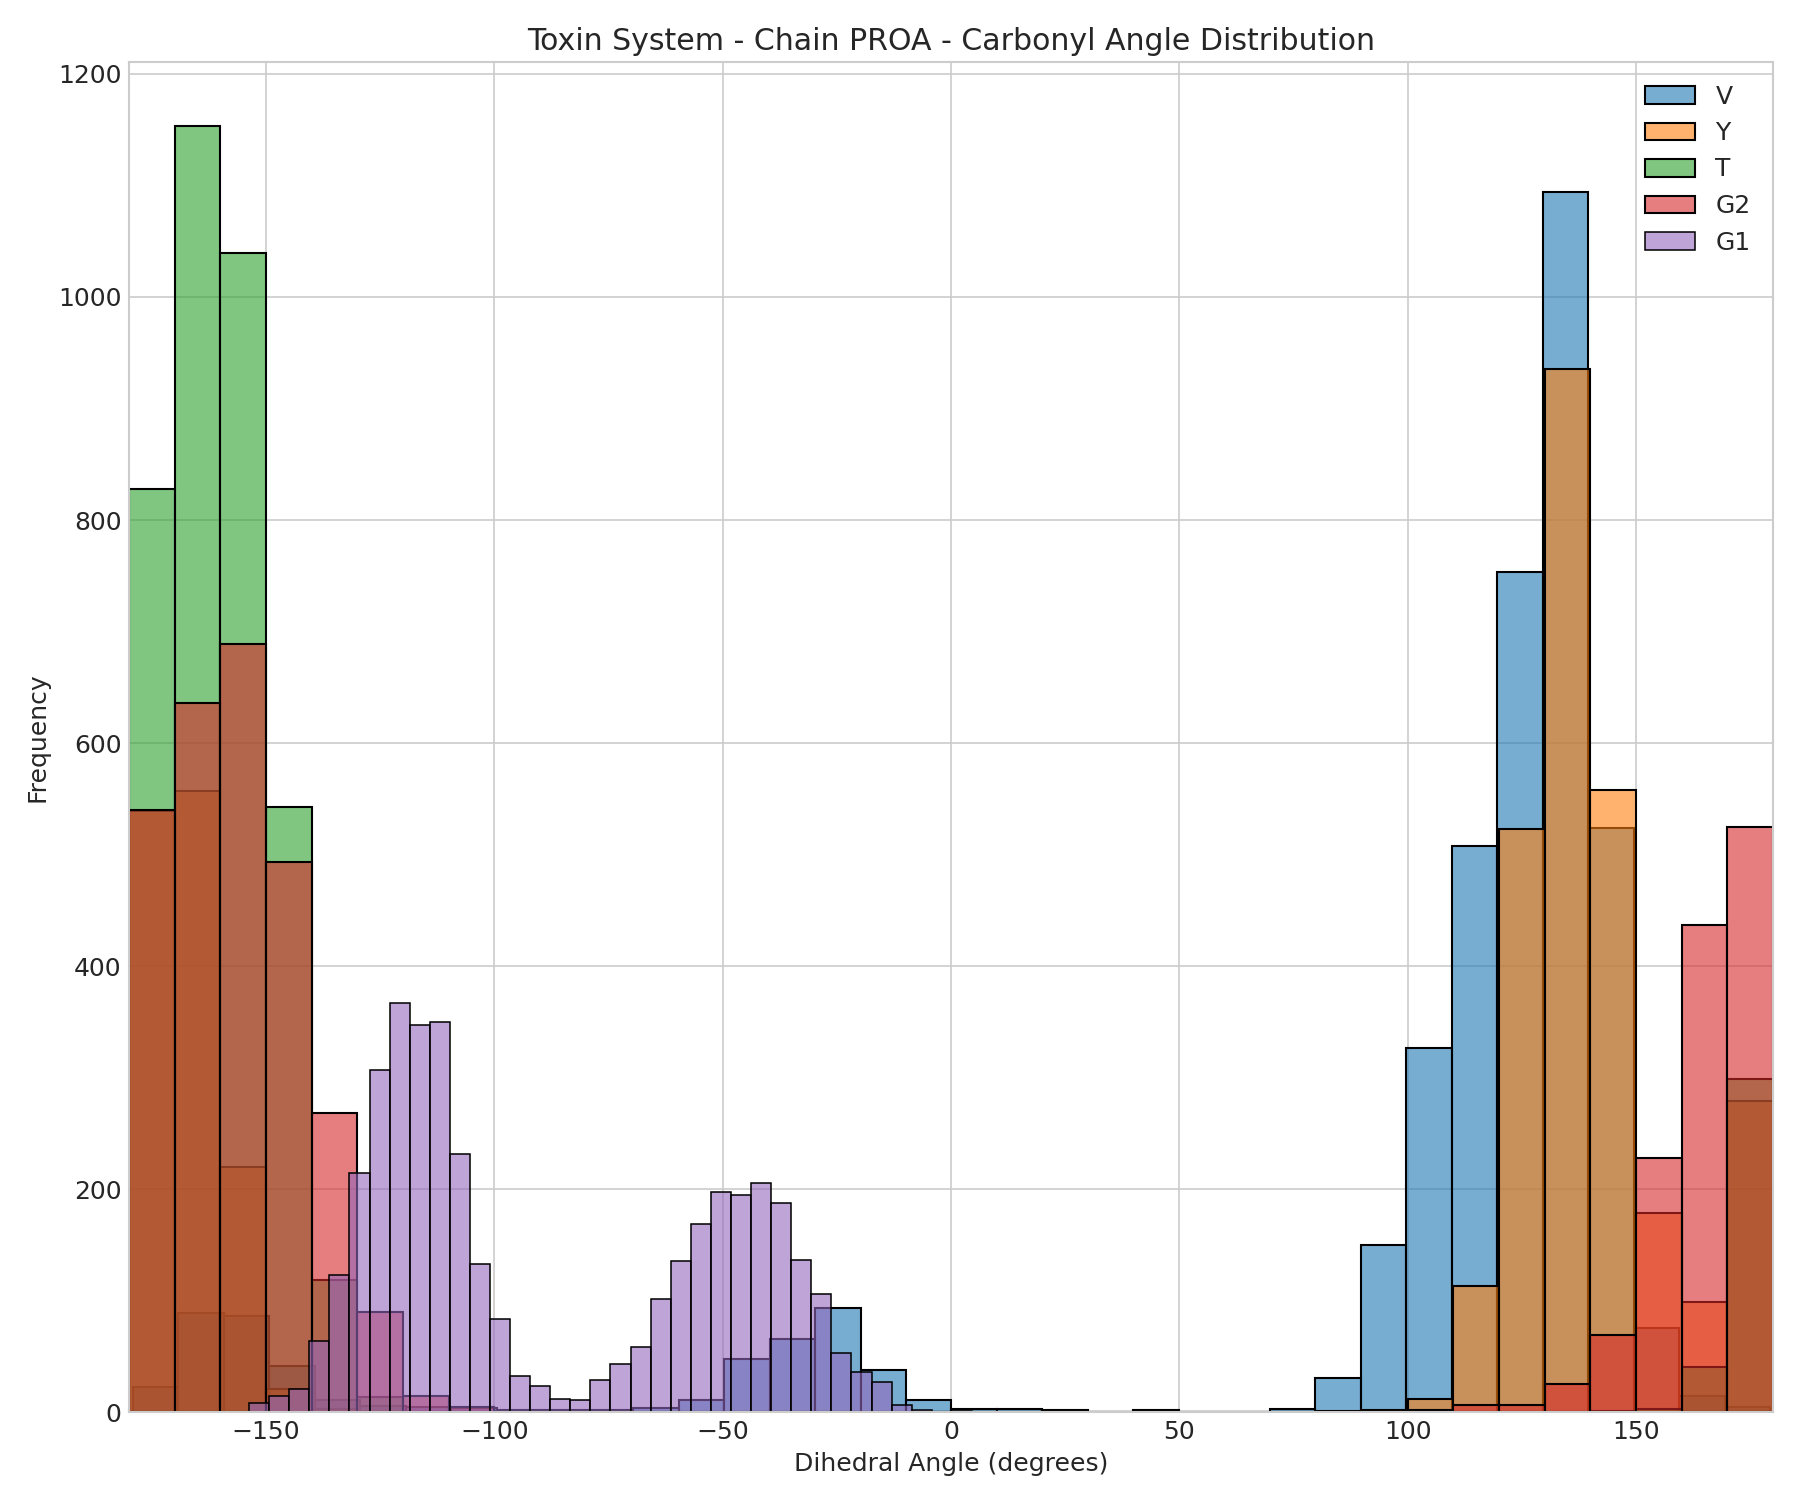 Toxin System - Chain PROA - Carbonyl Angle Distribution
1200
1000
800
600
400
200
0
Frequency
V
Y
T
G2
G1
−150
−100
−50
0
50
100
150
Dihedral Angle (degrees)